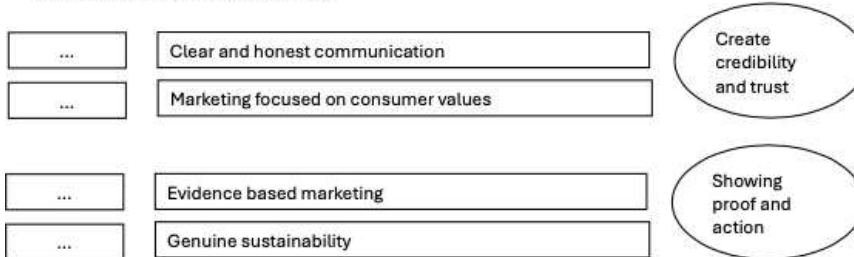 ... Clear and honest communication
Create
credibility
and trust
... Marketing focused on consumer values
... Evidence based marketing
Showing
proof and
action
... Genuine sustainability